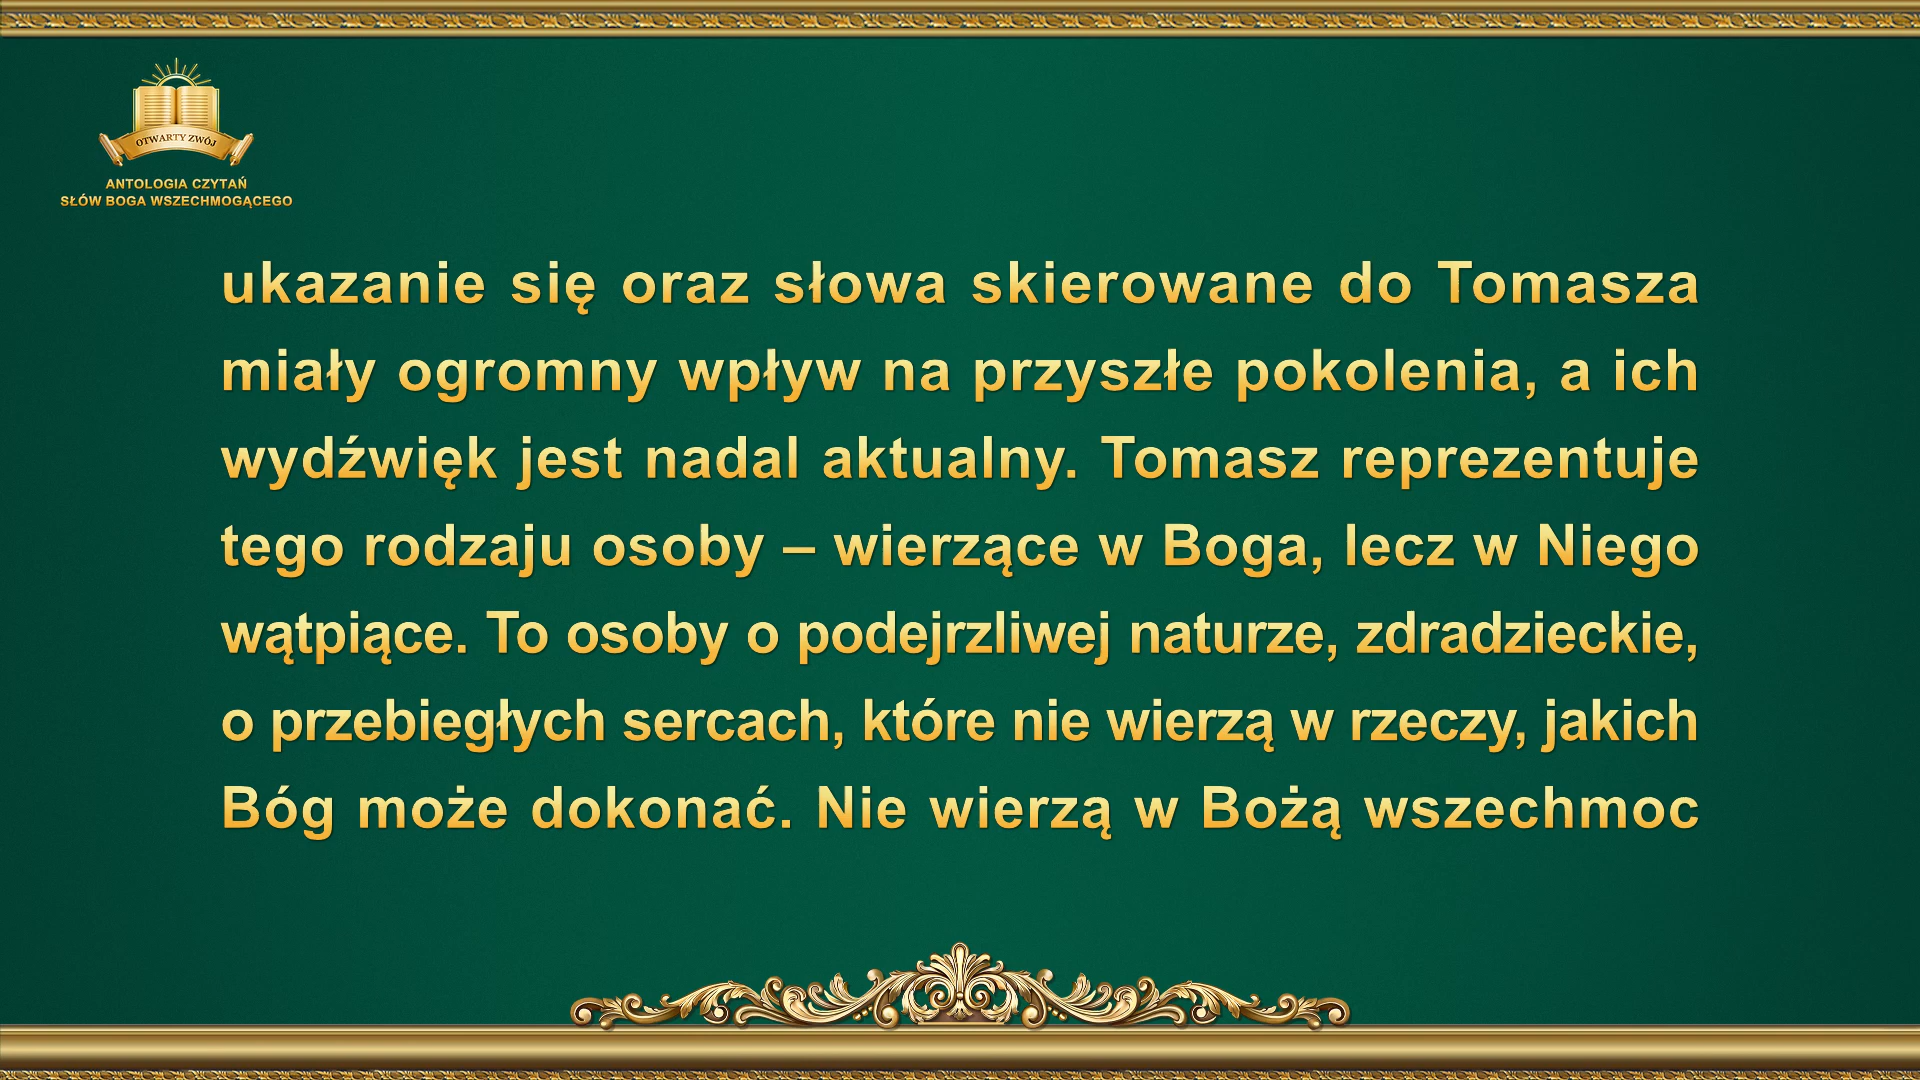 OTWARTY ZWÓJ
ANTOLOGIA CZYTAŃ
SŁÓW BOGA WSZECHMOGĄCEGO
ukazanie się oraz słowa skierowane do Tomasza
miały ogromny wpływ na przyszłe pokolenia, a ich
wydźwięk jest nadal aktualny. Tomasz reprezentuje
tego rodzaju osoby – wierzące w Boga, lecz w Niego
wątpiące. To osoby o podejrzliwej naturze, zdradzieckie,
o przebiegłych sercach, które nie wierzą w rzeczy, jakich
Bóg może dokonać. Nie wierzą w Bożą wszechmoc